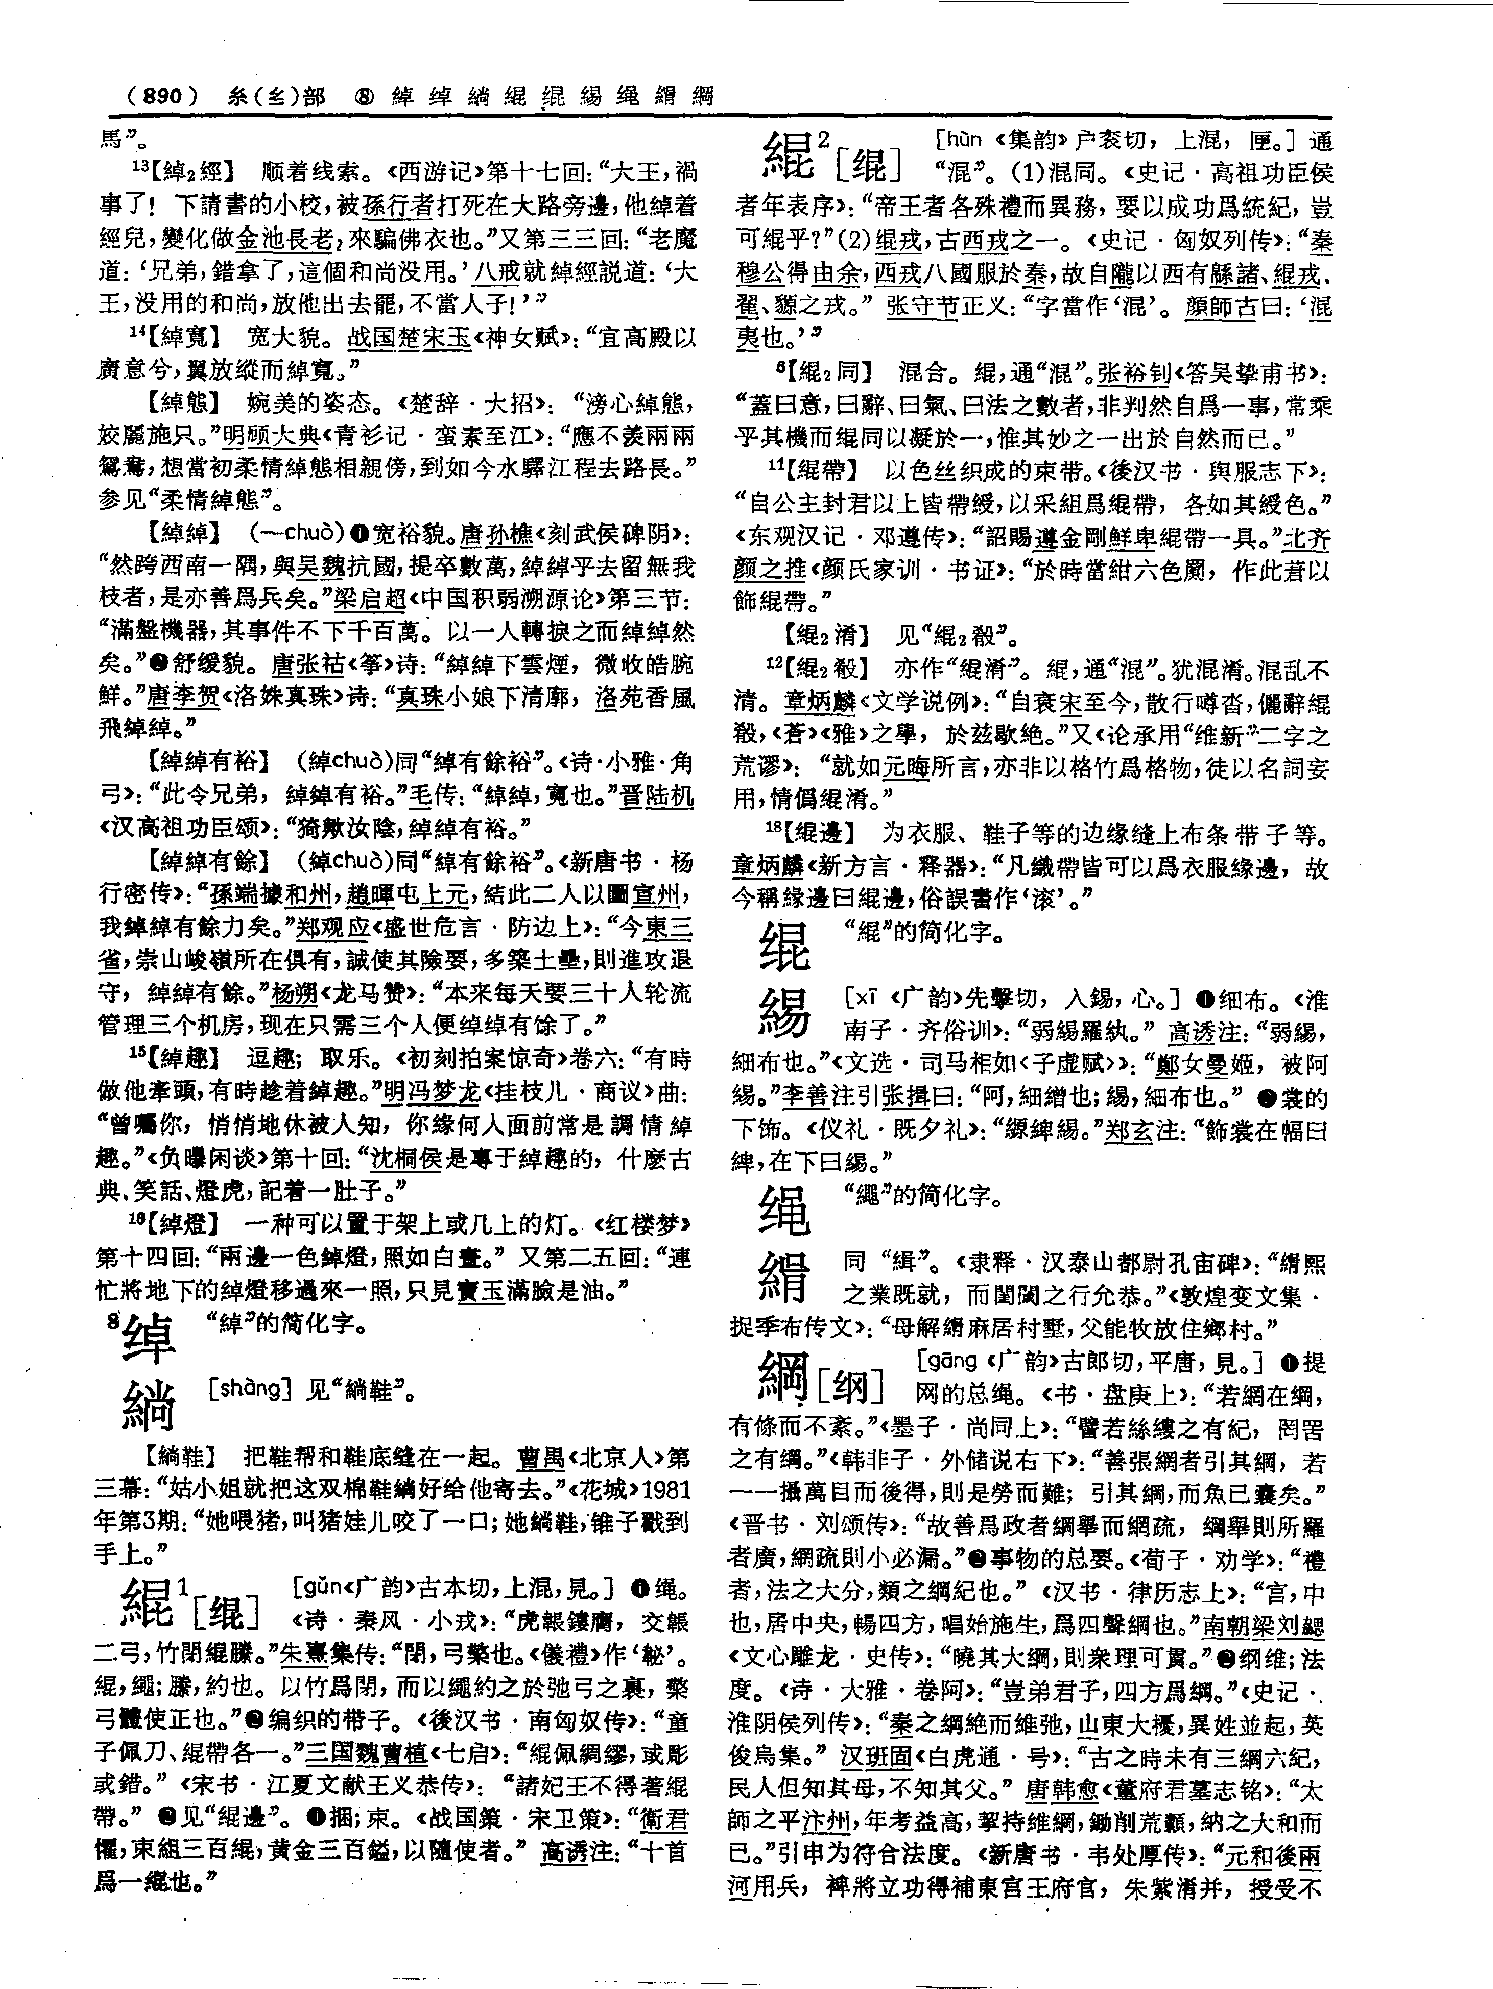 (890) 糸(纟)部 ⑧ 綽 绰 緔 緄 绲 緆 绳 縃 綱
馬”。
¹³【綽₂經】 顺着线索。《西游记》第十七回:“大王,禍
事了! 下請書的小校,被孫行者打死在大路旁邊,他綽着
經兒,變化做金池長老,來騙佛衣也。”又第三三回:“老魔
道:‘兄弟,錯拿了,這個和尚没用。’八戒就綽經説道:‘大
王,没用的和尚,放他出去罷,不當人子!’”
¹⁴【綽寬】 宽大貌。战国楚宋玉《神女赋》:“宜高殿以
廣意兮,翼放縱而綽寬。”
【綽態】 婉美的姿态。《楚辞·大招》: “滂心綽態,
姣麗施只。”明顾大典《青衫记·蛮素至江》:“應不羨兩兩
鴛鴦,想當初柔情綽態相親傍,到如今水驛江程去路長。”
参见“柔情綽態”。
【綽綽】 (—chuò)❶宽裕貌。唐孙樵《刻武侯碑阴》:
“然跨西南一隅,與吴魏抗國,提卒數萬,綽綽乎去留無我
枝者,是亦善爲兵矣。”梁启超《中国积弱溯源论》第三节:
“滿盤機器,其事件不下千百萬。以一人轉捩之而綽綽然
矣。”❷舒缓貌。唐张祜《筝》诗:“綽綽下雲煙, 微收皓腕
鮮。”唐李贺《洛姝真珠》诗:“真珠小娘下清廓, 洛苑香風
飛綽綽。”
【綽綽有裕】 (綽chuò)同“綽有餘裕”。《诗·小雅·角
弓》:“此令兄弟, 綽綽有裕。”毛传:“綽綽,寬也。”晋陆机
《汉高祖功臣颂》:“猗歟汝陰,綽綽有裕。”
【綽綽有餘】 (綽chuò)同“綽有餘裕”。《新唐书·杨
行密传》:“孫端據和州,趙暉屯上元,結此二人以圖宣州,
我綽綽有餘力矣。”郑观应《盛世危言·防边上》:“今東三
省,崇山峻嶺所在俱有,誠使其險要,多築土壘,則進攻退
守, 綽綽有餘。”杨朔《龙马赞》:“本来每天要三十人轮流
管理三个机房,现在只需三个人便绰绰有馀了。”
¹⁵【綽趣】 逗趣; 取乐。《初刻拍案惊奇》卷六:“有時
做他牽頭,有時趁着綽趣。”明冯梦龙《挂枝儿·商议》曲:
“曾囑你, 悄悄地休被人知, 你緣何人面前常是調情綽
趣。”《负曝闲谈》第十回:“沈桐侯是專于綽趣的, 什麽古
典、笑話、燈虎,記着一肚子。”
¹⁶【綽燈】 一种可以置于架上或几上的灯。《红楼梦》
第十四回:“兩邊一色綽燈,照如白晝。” 又第二五回:“連
忙將地下的綽燈移過來一照,只見寶玉滿臉是油。”
⁸绰 “綽”的简化字。
緔 [shàng] 见“緔鞋”。
【緔鞋】 把鞋帮和鞋底缝在一起。曹禺《北京人》第
三幕:“姑小姐就把这双棉鞋緔好给他寄去。”《花城》1981
年第3期:“她喂猪,叫猪娃儿咬了一口;她緔鞋,锥子戳到
手上。”
緄¹[绲] [gǔn《广韵》古本切,上混,見。] ❶绳。
《诗·秦风·小戎》:“虎韔鏤膺, 交韔
二弓,竹閉緄縢。”朱熹集传:“閉,弓檠也。《儀禮》作‘䪐’。
緄,繩;縢,約也。以竹爲閉,而以繩約之於弛弓之裏, 檠
弓體使正也。”❷编织的带子。《後汉书·南匈奴传》:“童
子佩刀、緄帶各一。”三国魏曹植《七启》:“緄佩綢繆,或彫
或錯。” 《宋书·江夏文献王义恭传》: “諸妃王不得著緄
帶。” ❸见“緄邊”。 ❹捆;束。《战国策·宋卫策》:“衛君
懼,束組三百緄,黄金三百鎰,以隨使者。” 高诱注:“十首
爲一緄也。”
緄²[绲] [hùn《集韵》户衮切, 上混, 匣。] 通
“混”。(1)混同。《史记·高祖功臣侯
者年表序》:“帝王者各殊禮而異務,要以成功爲統紀,豈
可緄乎?”(2)绲戎,古西戎之一。《史记·匈奴列传》:“秦
穆公得由余,西戎八國服於秦,故自隴以西有緜諸、緄戎、
翟、䝠之戎。” 张守节正义:“字當作‘混’。顔師古曰:‘混
夷也。’”
⁶【緄₂同】 混合。緄,通“混”。张裕钊《答吴摯甫书》:
“蓋曰意,曰辭、曰氣、曰法之數者,非判然自爲一事,常乘
乎其機而緄同以凝於一,惟其妙之一出於自然而已。”
¹¹【緄帶】 以色丝织成的束带。《後汉书·舆服志下》:
“自公主封君以上皆帶綬,以采組爲緄帶, 各如其綬色。”
《东观汉记·邓遵传》:“詔賜遵金剛鮮卑緄帶一具。”北齐
颜之推《颜氏家训·书证》:“於時當紺六色罽, 作此莙以
飾緄帶。”
【緄₂淆】 见“緄₂殽”。
¹²【緄₂殽】 亦作“緄淆”。緄,通“混”。犹混淆。混乱不
清。章炳麟《文学说例》:“自衰宋至今,散行噂沓,儷辭緄
殽,《蒼》《雅》之學, 於兹歇絶。”又《论承用“维新”二字之
荒谬》: “就如元晦所言,亦非以格竹爲格物,徒以名詞妄
用,情僞緄淆。”
¹⁸【緄邊】 为衣服、鞋子等的边缘缝上布条带子等。
章炳麟《新方言·释器》:“凡織帶皆可以爲衣服緣邊, 故
今稱緣邊曰緄邊,俗誤書作‘滚’。”
绲 “緄”的简化字。
緆 [xī《广韵》先擊切, 入錫,心。] ❶细布。《淮
南子·齐俗训》:“弱緆羅紈。” 高诱注:“弱緆,
細布也。”《文选·司马相如〈子虚赋〉》:“鄭女曼姬, 被阿
緆。”李善注引张揖曰:“阿,細繒也;緆,細布也。” ❷裳的
下饰。《仪礼·既夕礼》:“縓綼緆。”郑玄注:“飾裳在幅曰
綼,在下曰緆。”
绳 “繩”的简化字。
縃 同 “緝”。《隶释·汉泰山都尉孔宙碑》:“縃熙
之業既就, 而閨閫之行允恭。”《敦煌变文集·
捉季布传文》:“母解縃麻居村墅,父能牧放住鄉村。”
綱[纲] [gāng《广韵》古郎切,平唐,見。] ❶提
网的总绳。《书·盘庚上》:“若網在綱,
有條而不紊。”《墨子·尚同上》:“譬若絲縷之有紀, 罔罟
之有綱。”《韩非子·外储说右下》:“善張網者引其綱, 若
一一攝萬目而後得,則是勞而難; 引其綱,而魚已囊矣。”
《晋书·刘颂传》:“故善爲政者綱舉而網疏, 綱舉則所羅
者廣,網疏則小必漏。”❷事物的总要。《荀子·劝学》:“禮
者,法之大分,類之綱紀也。” 《汉书·律历志上》:“宫,中
也,居中央,暢四方,唱始施生,爲四聲綱也。”南朝梁刘勰
《文心雕龙·史传》:“曉其大綱,則衆理可貫。”❸纲维;法
度。《诗·大雅·卷阿》:“豈弟君子,四方爲綱。”《史记·
淮阴侯列传》:“秦之綱絶而維弛,山東大擾,異姓並起,英
俊烏集。” 汉班固《白虎通·号》:“古之時未有三綱六紀,
民人但知其母,不知其父。” 唐韩愈《董府君墓志铭》:“太
師之平汴州,年考益高,挈持維綱,鋤削荒纇,納之大和而
已。”引申为符合法度。《新唐书·韦处厚传》:“元和後兩
河用兵, 裨將立功得補東宫王府官, 朱紫淆并, 授受不